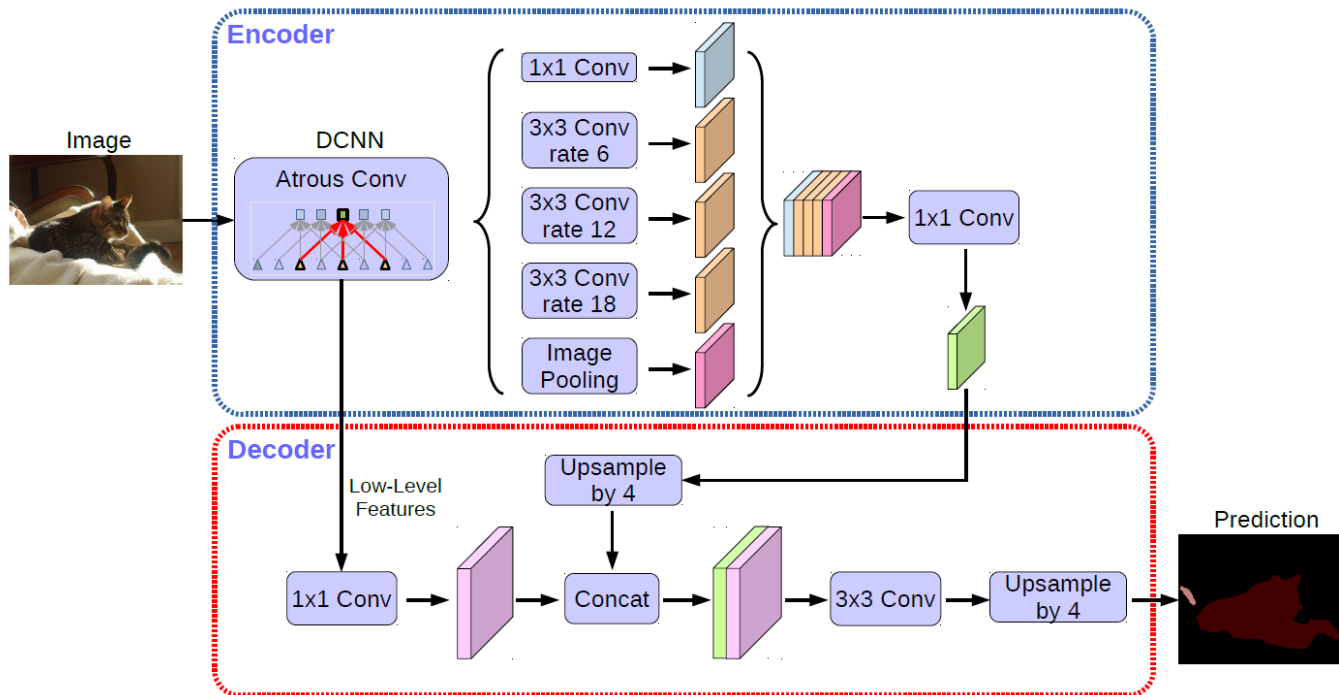 Encoder
Image
DCNN
Atrous Conv
1x1 Conv
3x3 Conv
rate 6
3x3 Conv
rate 12
3x3 Conv
rate 18
Image
Pooling
1x1 Conv
Decoder
Low-Level
Features
Upsample
by 4
1x1 Conv
Concat
3x3 Conv
Upsample
by 4
Prediction